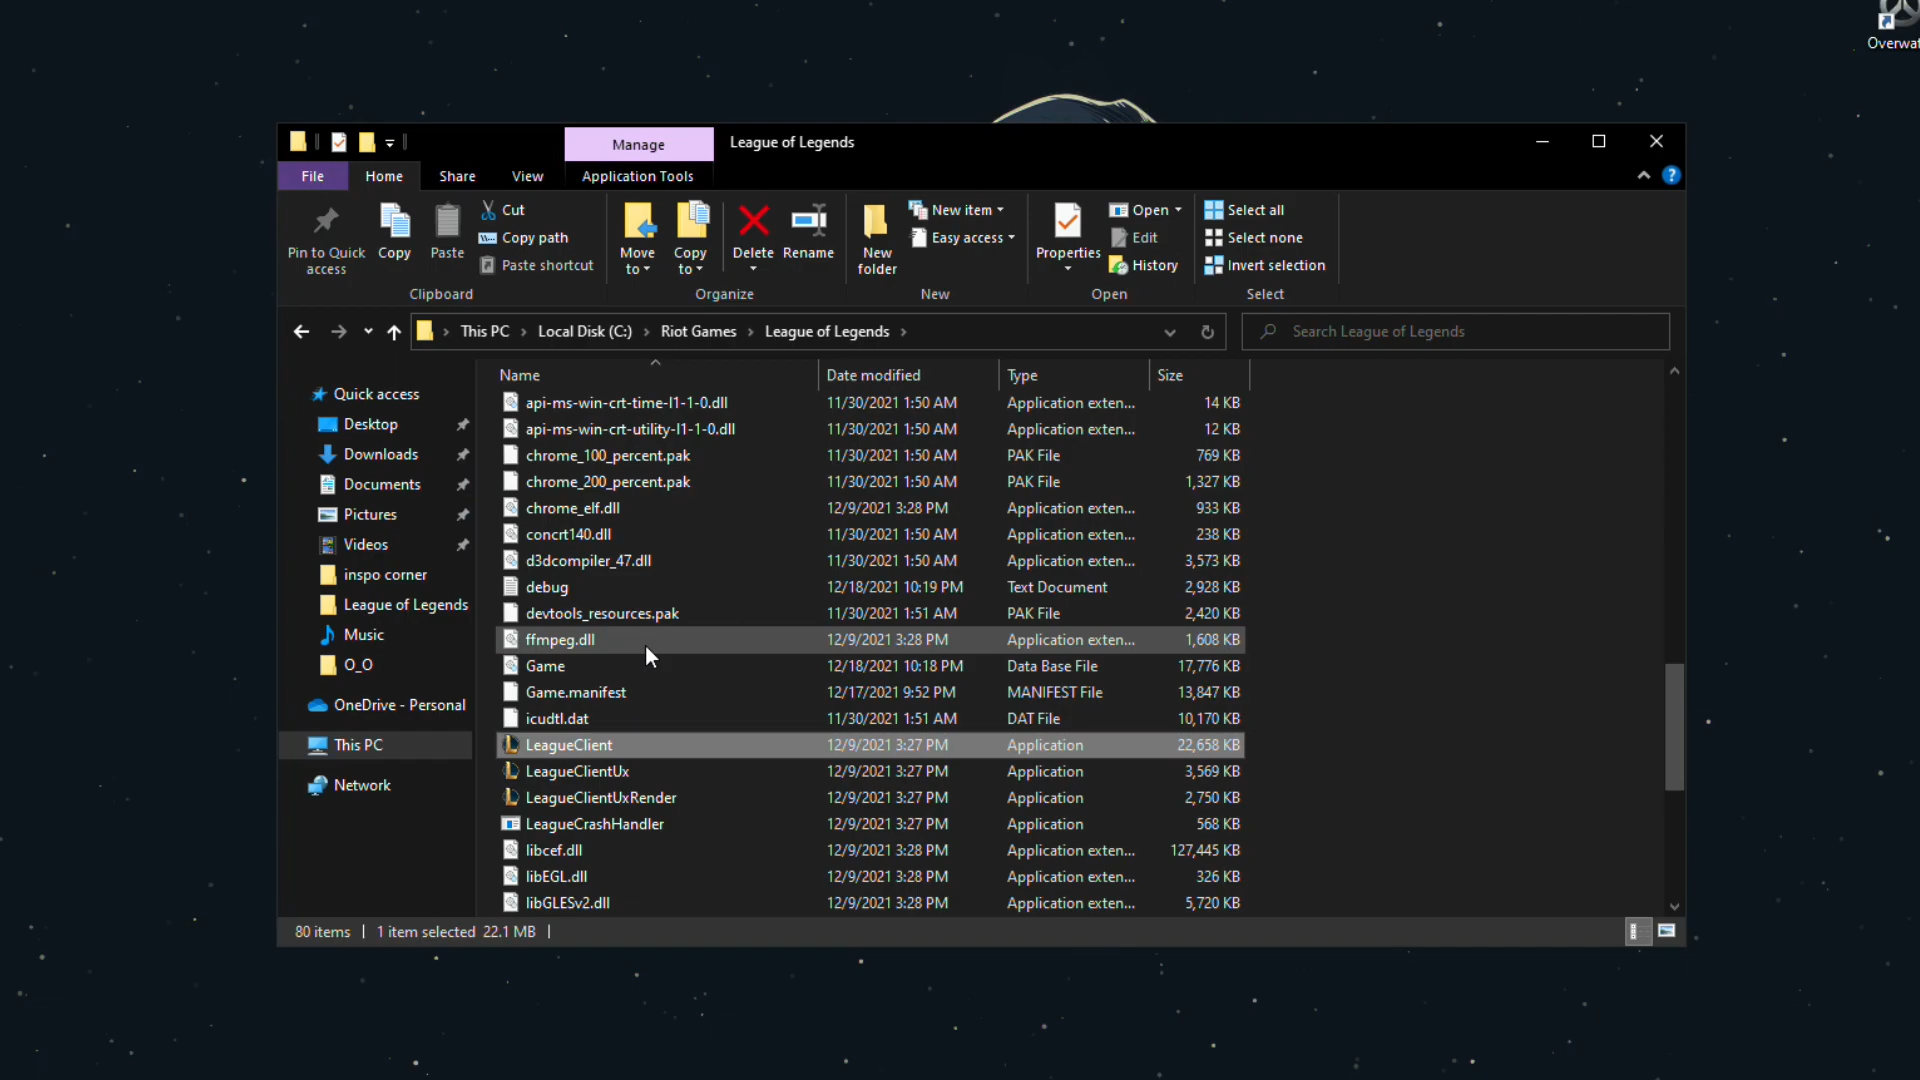 Overwat
Manage
League of Legends
File
Home
Share
View
Application Tools
Pin to Quick access
Copy
Paste
Cut
Copy path
Paste shortcut
Clipboard
Move to
Copy to
Delete
Rename
Organize
New folder
New item
Easy access
New
Properties
Open
Edit
History
Open
Select all
Select none
Invert selection
Select
This PC > Local Disk (C:) > Riot Games > League of Legends >
Search League of Legends
Quick access
Desktop
Downloads
Documents
Pictures
Videos
inspo corner
League of Legends
Music
O_O
OneDrive - Personal
This PC
Network
Name Date modified Type Size
api-ms-win-crt-time-l1-1-0.dll 11/30/2021 1:50 AM Application exten... 14 KB
api-ms-win-crt-utility-l1-1-0.dll 11/30/2021 1:50 AM Application exten... 12 KB
chrome_100_percent.pak 11/30/2021 1:50 AM PAK File 769 KB
chrome_200_percent.pak 11/30/2021 1:50 AM PAK File 1,327 KB
chrome_elf.dll 12/9/2021 3:28 PM Application exten... 933 KB
concrt140.dll 11/30/2021 1:50 AM Application exten... 238 KB
d3dcompiler_47.dll 11/30/2021 1:50 AM Application exten... 3,573 KB
debug 12/18/2021 10:19 PM Text Document 2,928 KB
devtools_resources.pak 11/30/2021 1:51 AM PAK File 2,420 KB
ffmpeg.dll 12/9/2021 3:28 PM Application exten... 1,608 KB
Game 12/18/2021 10:18 PM Data Base File 17,776 KB
Game.manifest 12/17/2021 9:52 PM MANIFEST File 13,847 KB
icudtl.dat 11/30/2021 1:51 AM DAT File 10,170 KB
LeagueClient 12/9/2021 3:27 PM Application 22,658 KB
LeagueClientUx 12/9/2021 3:27 PM Application 3,569 KB
LeagueClientUxRender 12/9/2021 3:27 PM Application 2,750 KB
LeagueCrashHandler 12/9/2021 3:27 PM Application 568 KB
libcef.dll 12/9/2021 3:28 PM Application exten... 127,445 KB
libEGL.dll 12/9/2021 3:28 PM Application exten... 326 KB
libGLESv2.dll 12/9/2021 3:28 PM Application exten... 5,720 KB
80 items | 1 item selected 22.1 MB |